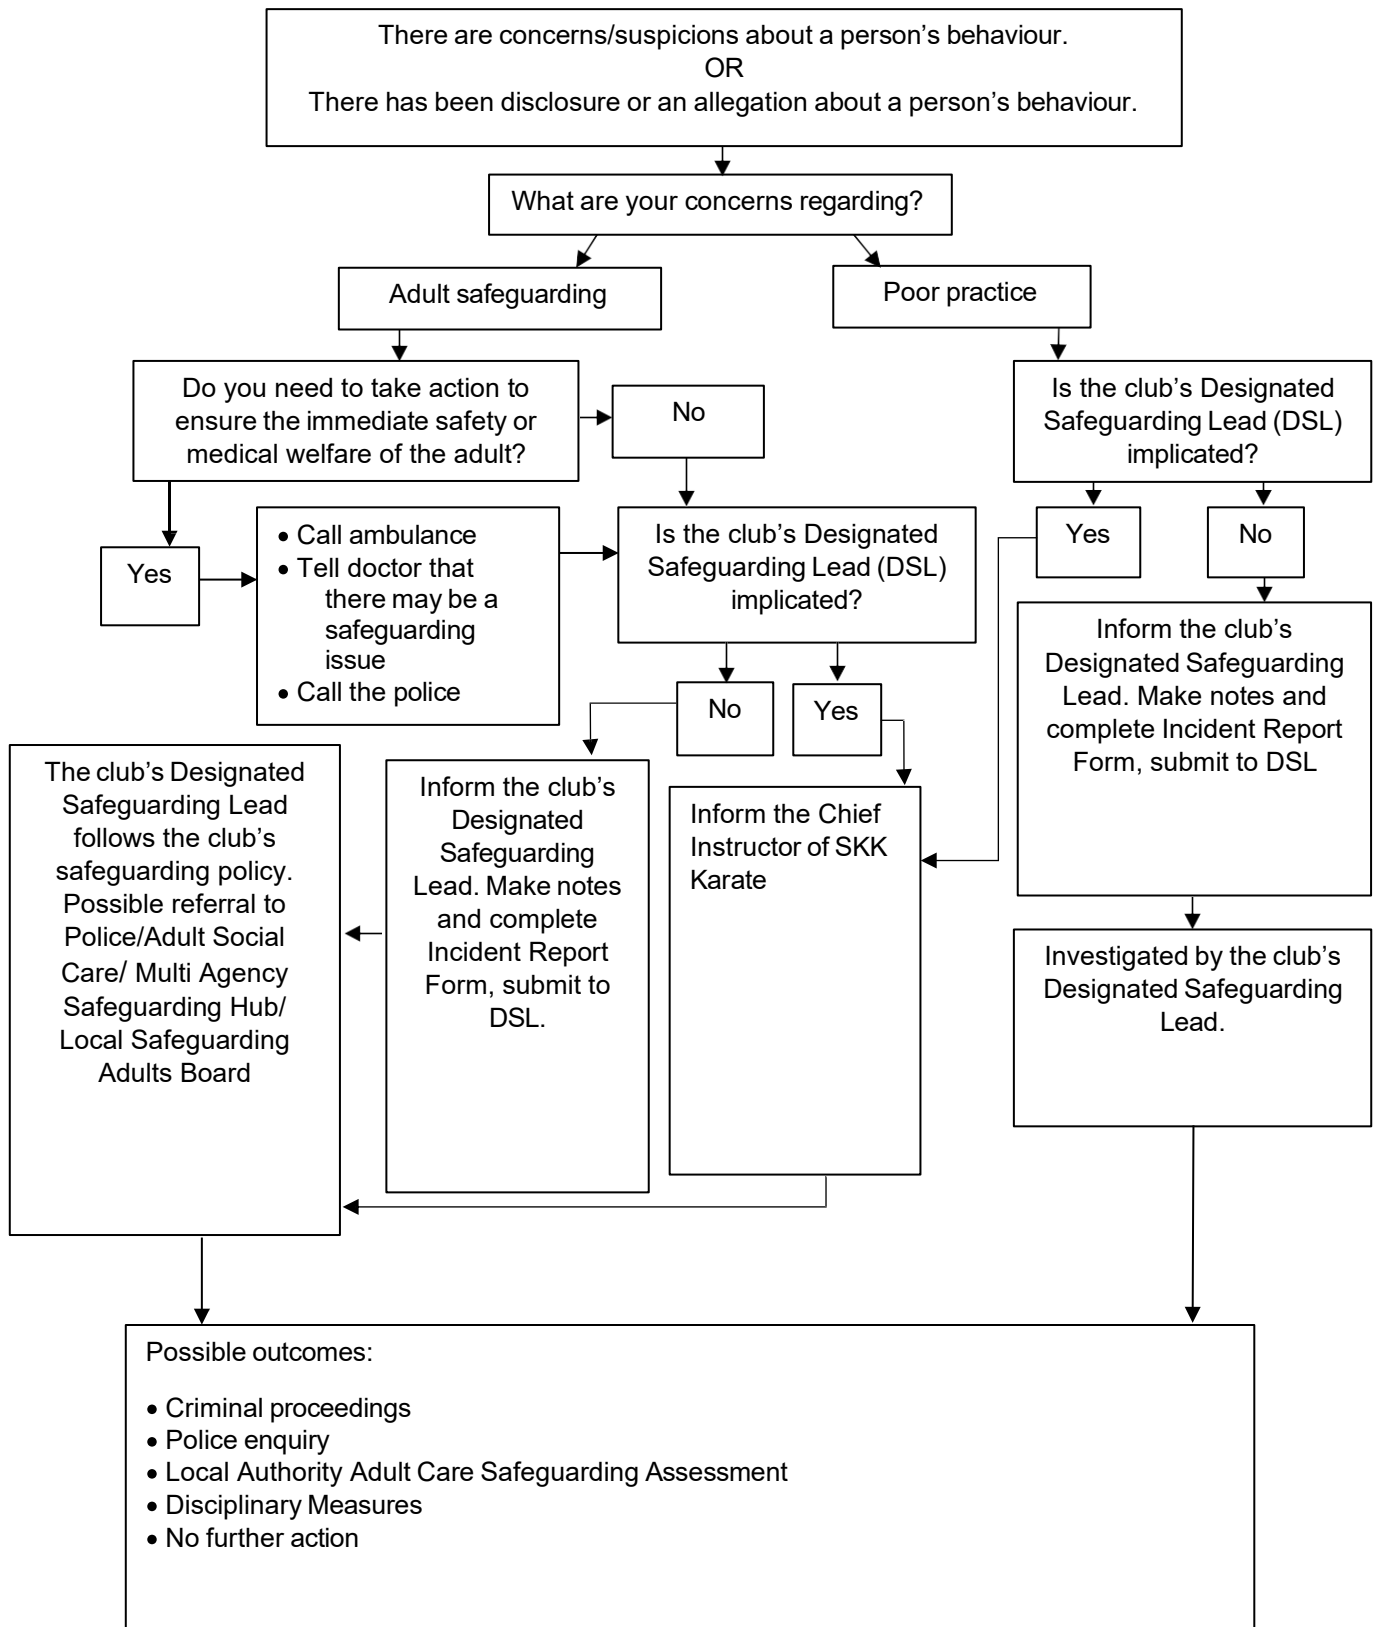 There are concerns/suspicions about a person’s behaviour.
OR
There has been disclosure or an allegation about a person’s behaviour.
What are your concerns regarding?
Adult safeguarding
Poor practice
Do you need to take action to
ensure the immediate safety or
medical welfare of the adult?
No
Is the club’s Designated
Safeguarding Lead (DSL)
implicated?
Yes
• Call ambulance
• Tell doctor that
there may be a
safeguarding
issue
• Call the police
Is the club’s Designated
Safeguarding Lead (DSL)
implicated?
Yes
No
No
Yes
Inform the club’s
Designated Safeguarding
Lead. Make notes and
complete Incident Report
Form, submit to DSL
The club’s Designated
Safeguarding Lead
follows the club’s
safeguarding policy.
Possible referral to
Police/Adult Social
Care/ Multi Agency
Safeguarding Hub/
Local Safeguarding
Adults Board
Inform the club’s
Designated
Safeguarding
Lead. Make notes
and complete
Incident Report
Form, submit to
DSL.
Inform the Chief
Instructor of SKK
Karate
Investigated by the club’s
Designated Safeguarding
Lead.
Possible outcomes:
• Criminal proceedings
• Police enquiry
• Local Authority Adult Care Safeguarding Assessment
• Disciplinary Measures
• No further action